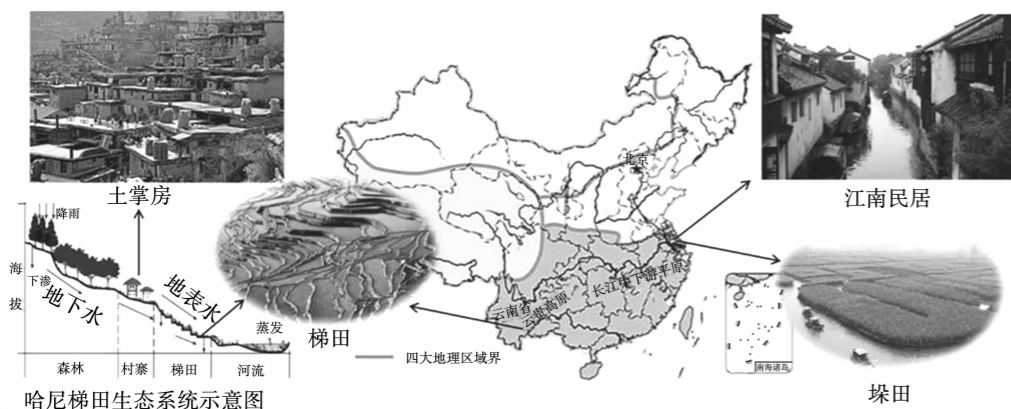 土掌房
降雨
海
拔
下渗
地下水
地表水
蒸发
森林
村寨
梯田
河流
哈尼梯田生态系统示意图
梯田
四大地理区域界
北京
长江中下游平原
云南省
云贵高原
南海诸岛
江南民居
垛田